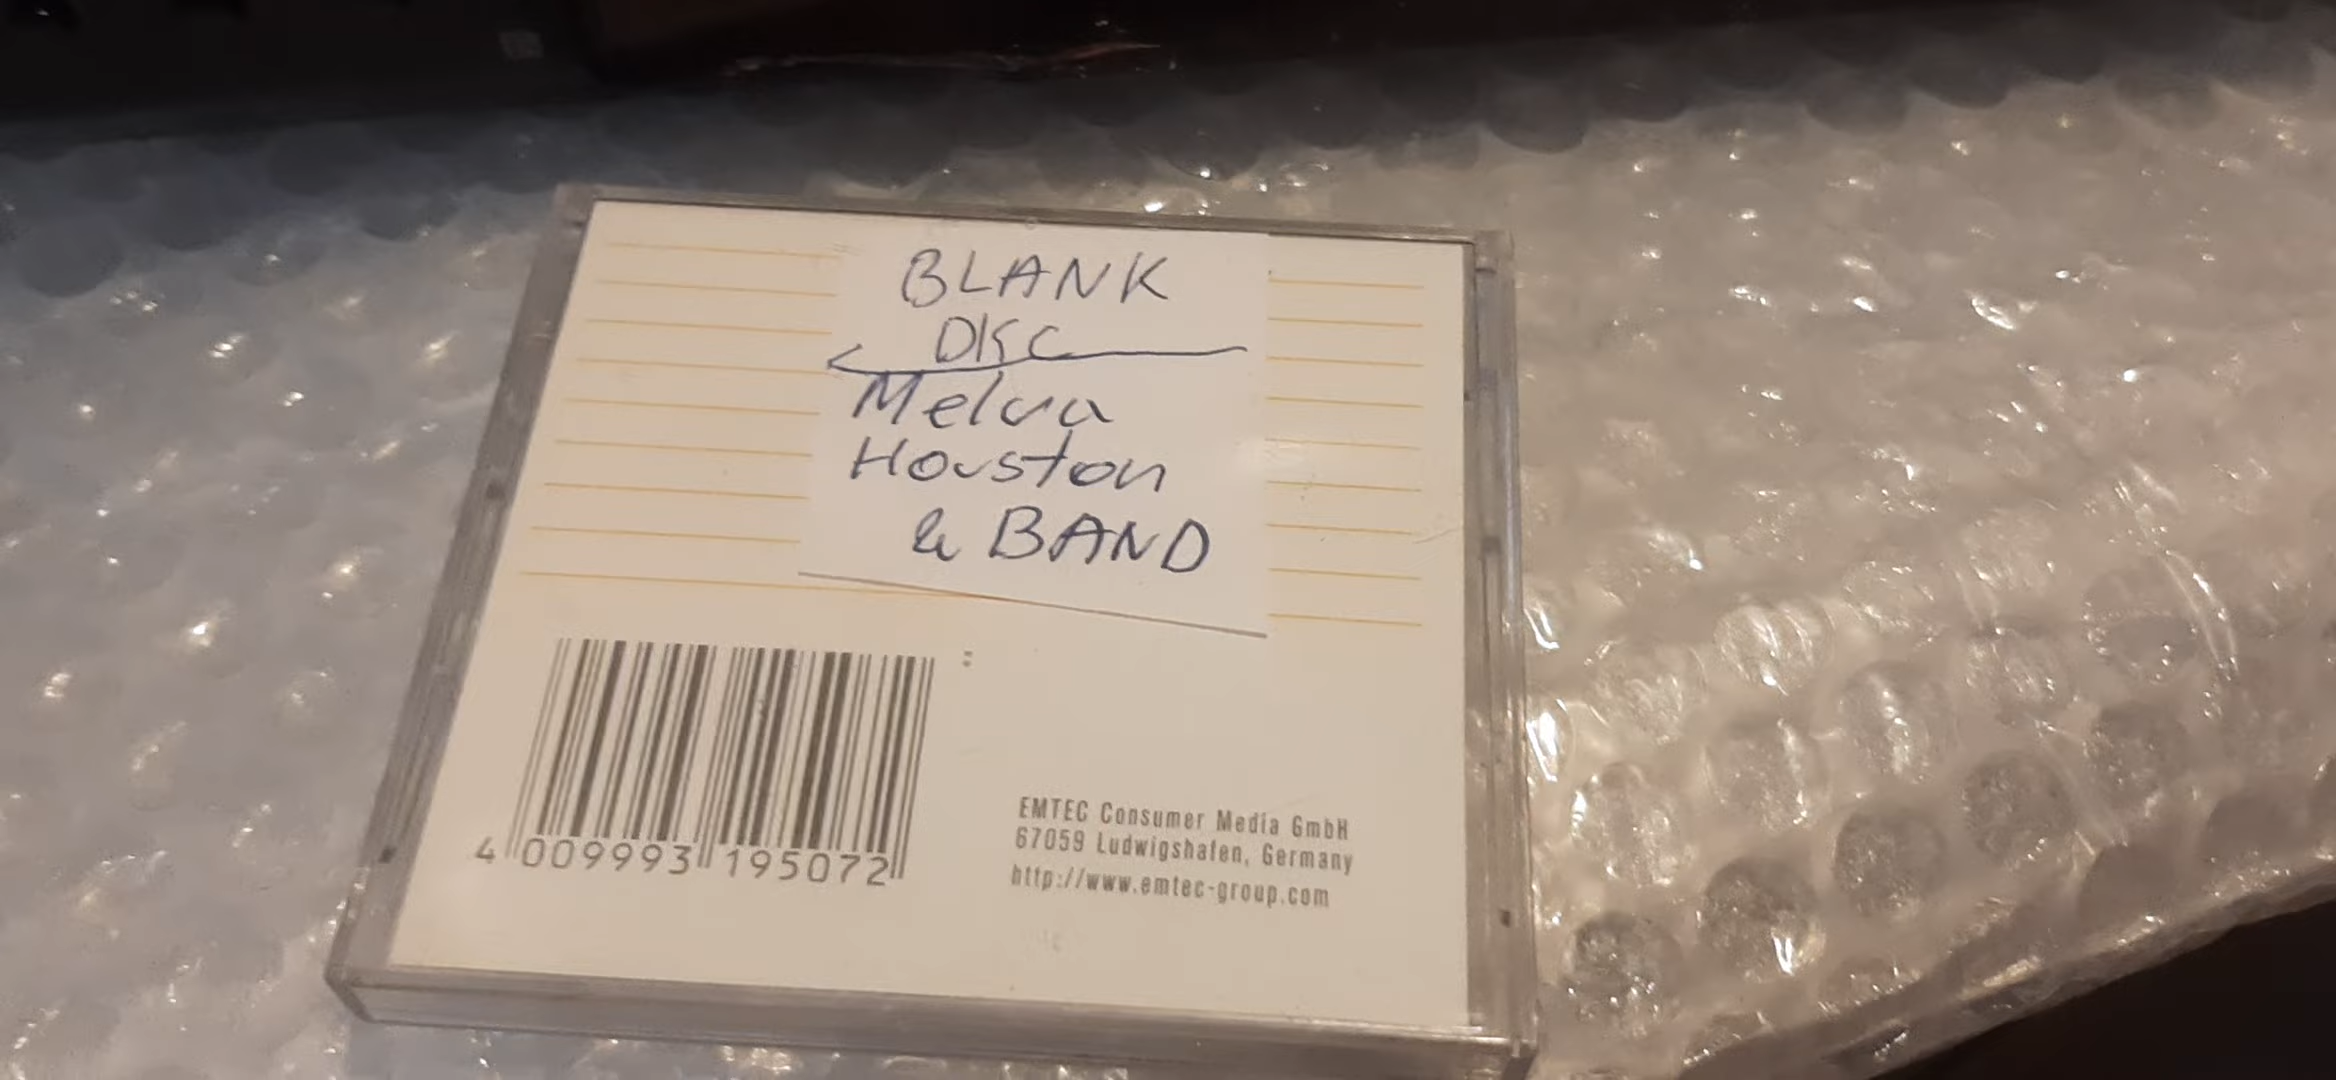 BLANK
DISC
Melva
Houston
& BAND
4 009993 195072
EMTEC Consumer Media GmbH
67059 Ludwigshafen, Germany
http://www.emtec-group.com